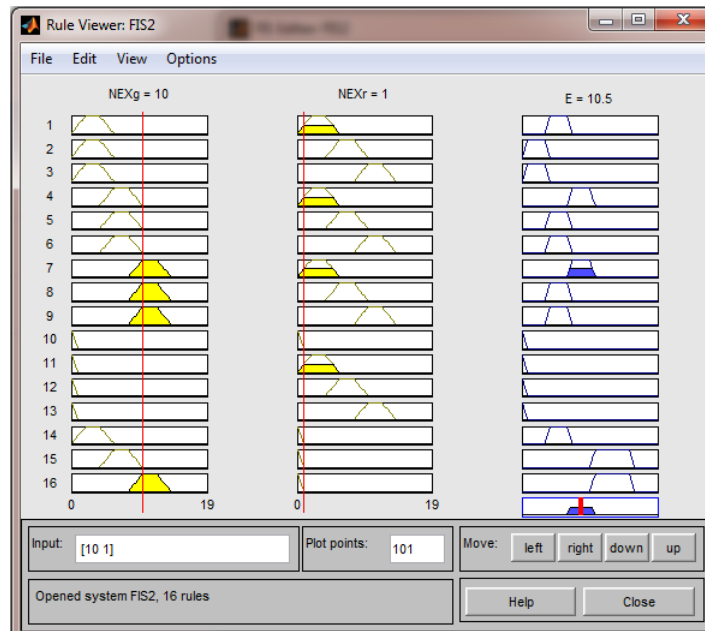 Rule Viewer: FIS2
File Edit View Options
NEXg = 10 NEXr = 1 E = 10.5
1
2
3
4
5
6
7
8
9
10
11
12
13
14
15
16
0 19 0 19
Input: [10 1] Plot points: 101 Move: left right down up
Opened system FIS2, 16 rules Help Close